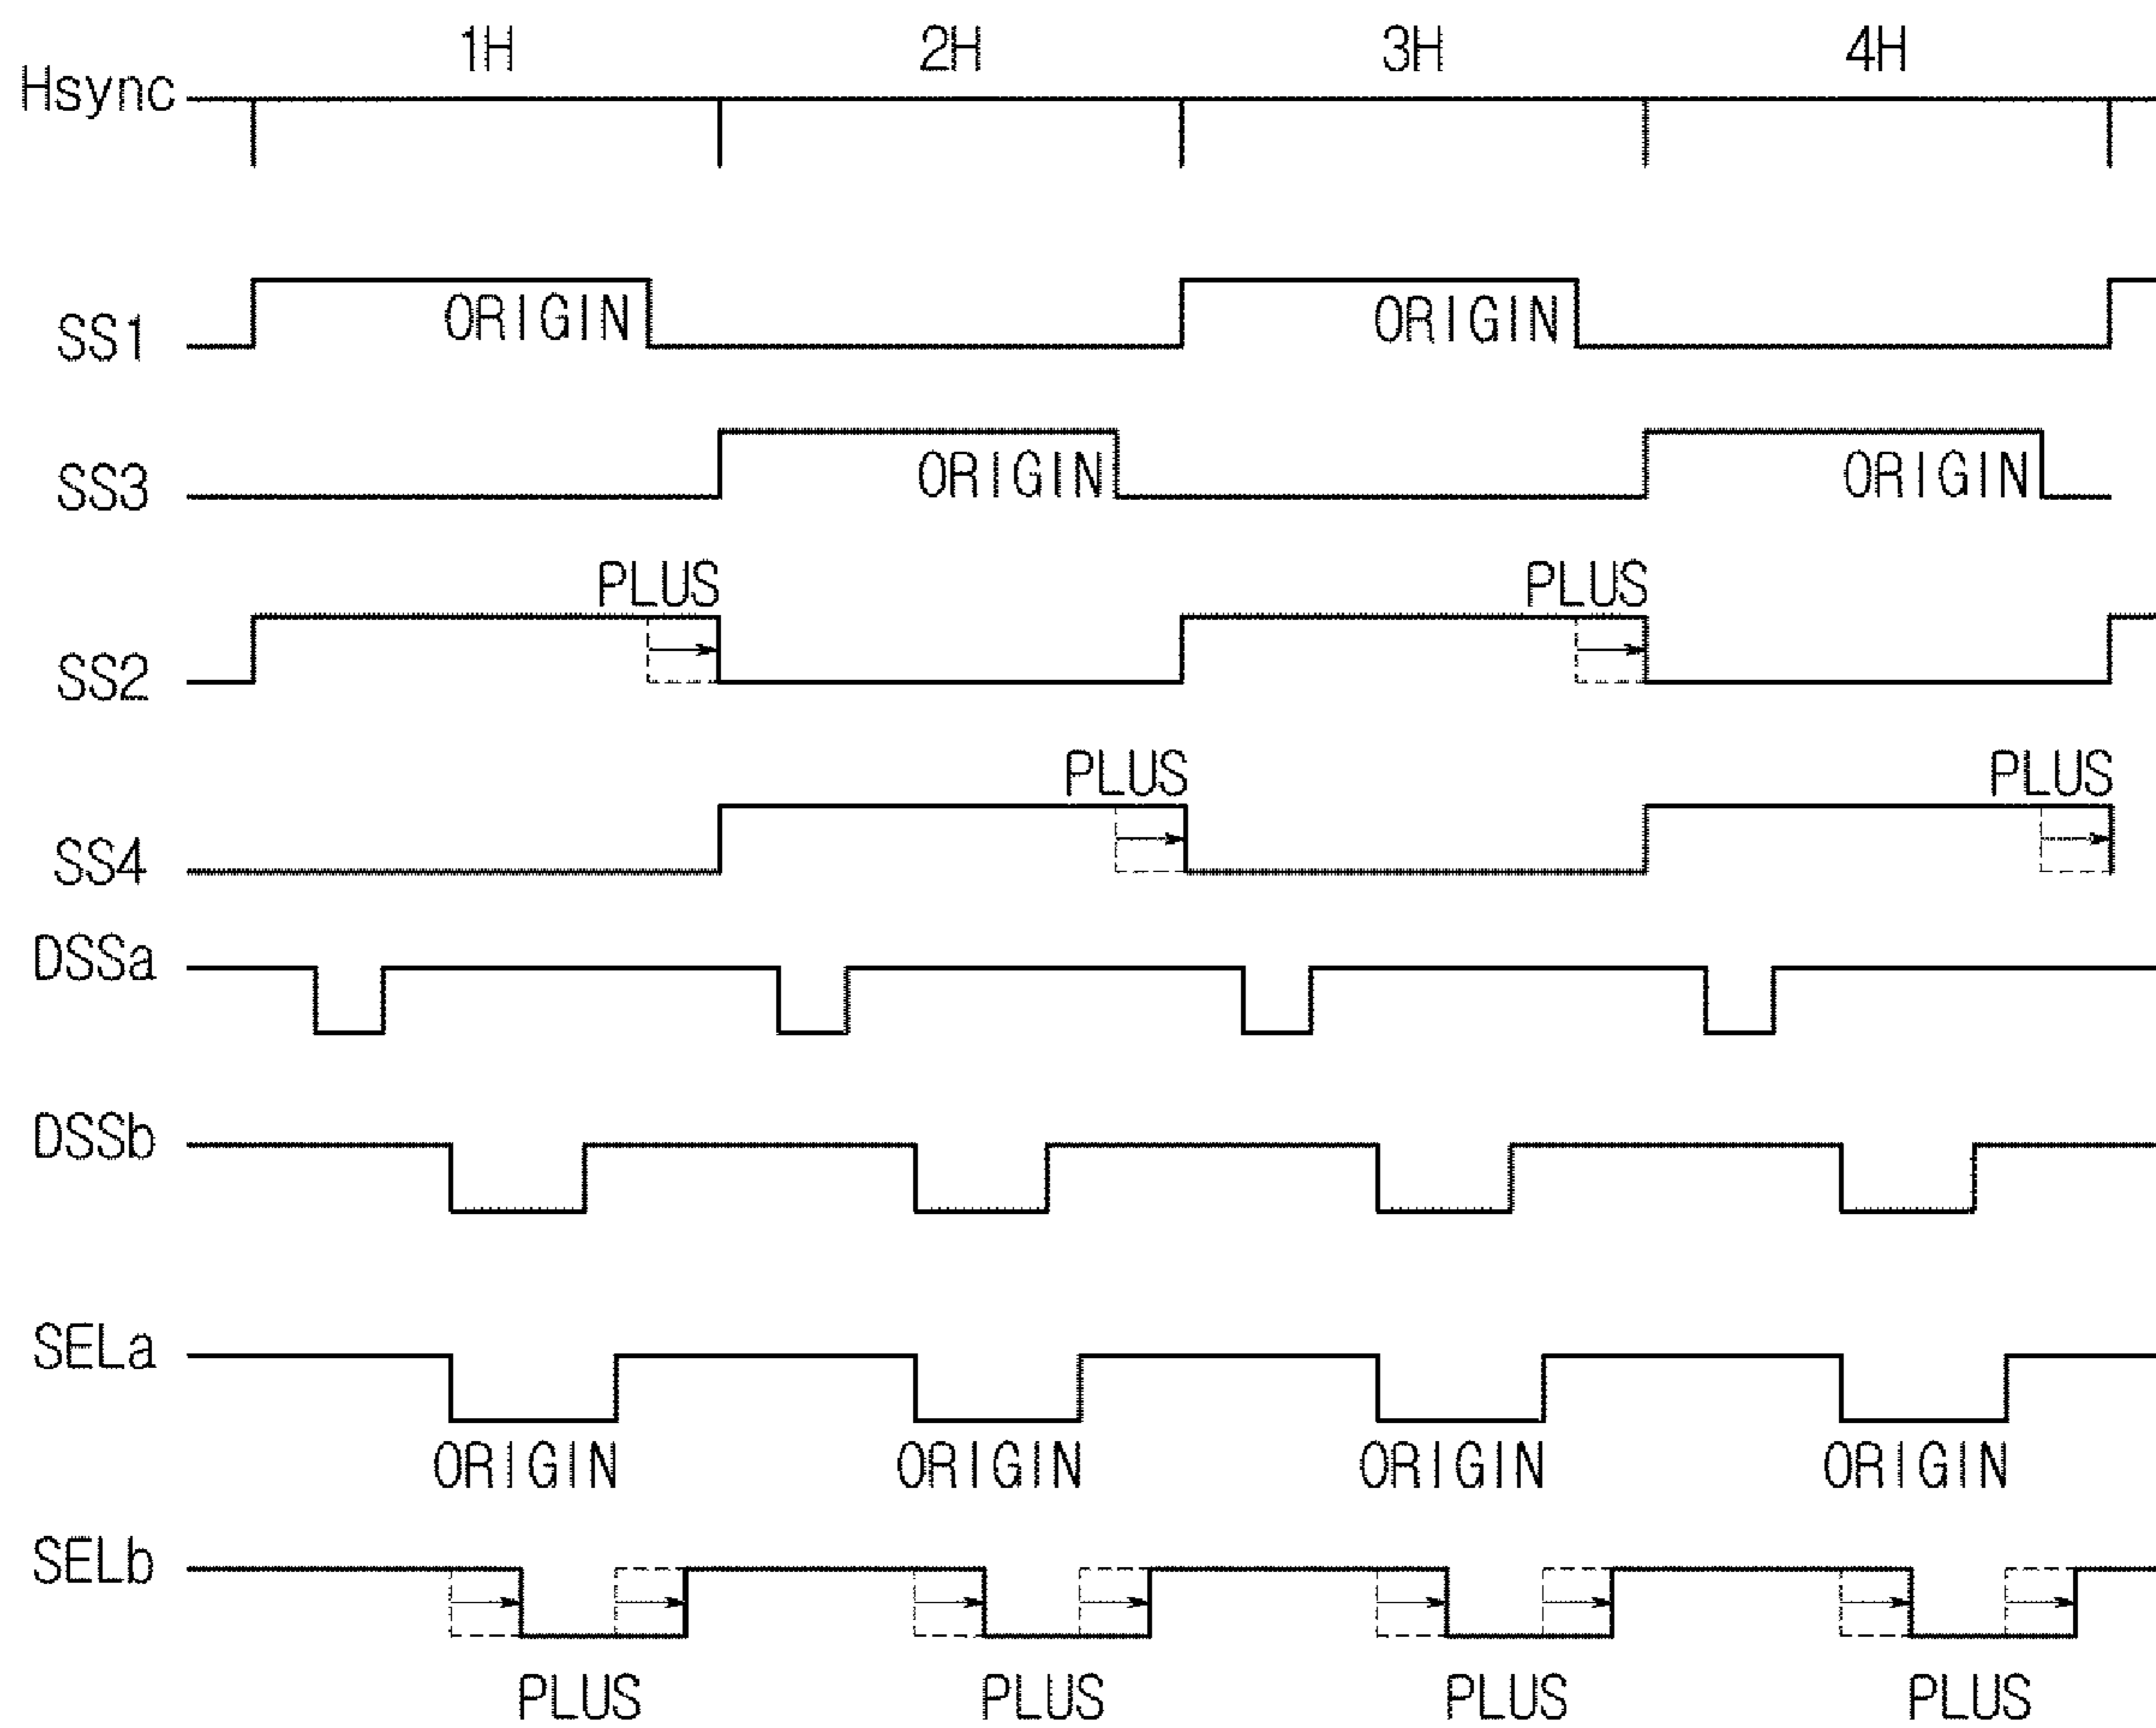 1H 2H 3H 4H
Hsync
SS1 ORIGIN ORIGIN
SS3 ORIGIN ORIGIN
PLUS PLUS
SS2
PLUS PLUS
SS4
DSSa
DSSb
SELa
ORIGIN ORIGIN ORIGIN ORIGIN
SELb
PLUS PLUS PLUS PLUS